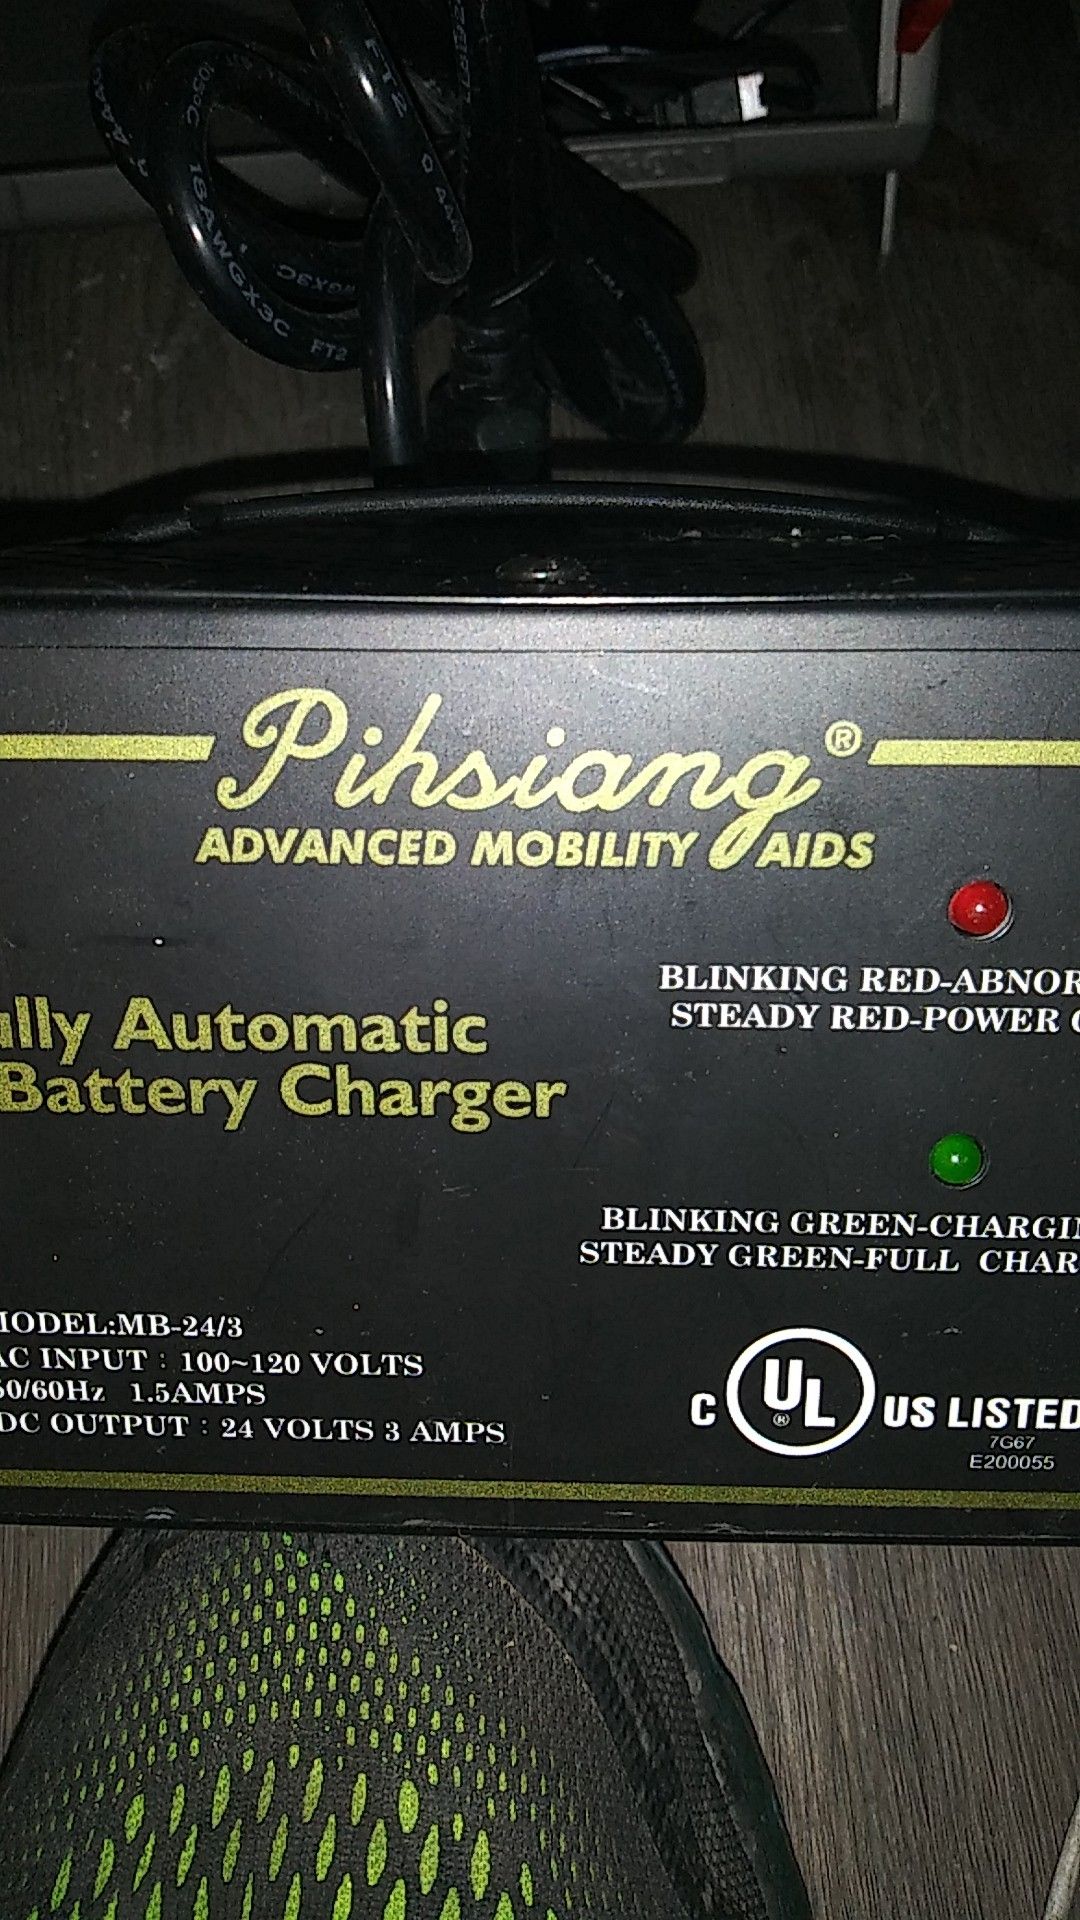 18AWGX3C FT2
Pihsiang®
ADVANCED MOBILITY AIDS
BLINKING RED-ABNOR
STEADY RED-POWER
ully Automatic
Battery Charger
BLINKING GREEN-CHARGIN
STEADY GREEN-FULL CHAR
MODEL:MB-24/3
AC INPUT : 100~120 VOLTS
50/60Hz 1.5AMPS
DC OUTPUT : 24 VOLTS 3 AMPS
C UL® US LISTED
7G67
E200055